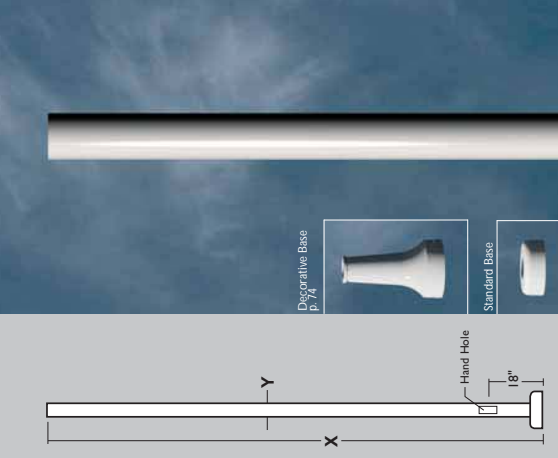 Decorative Base
p. 74
Standard Base
Hand Hole
18"
Y
X